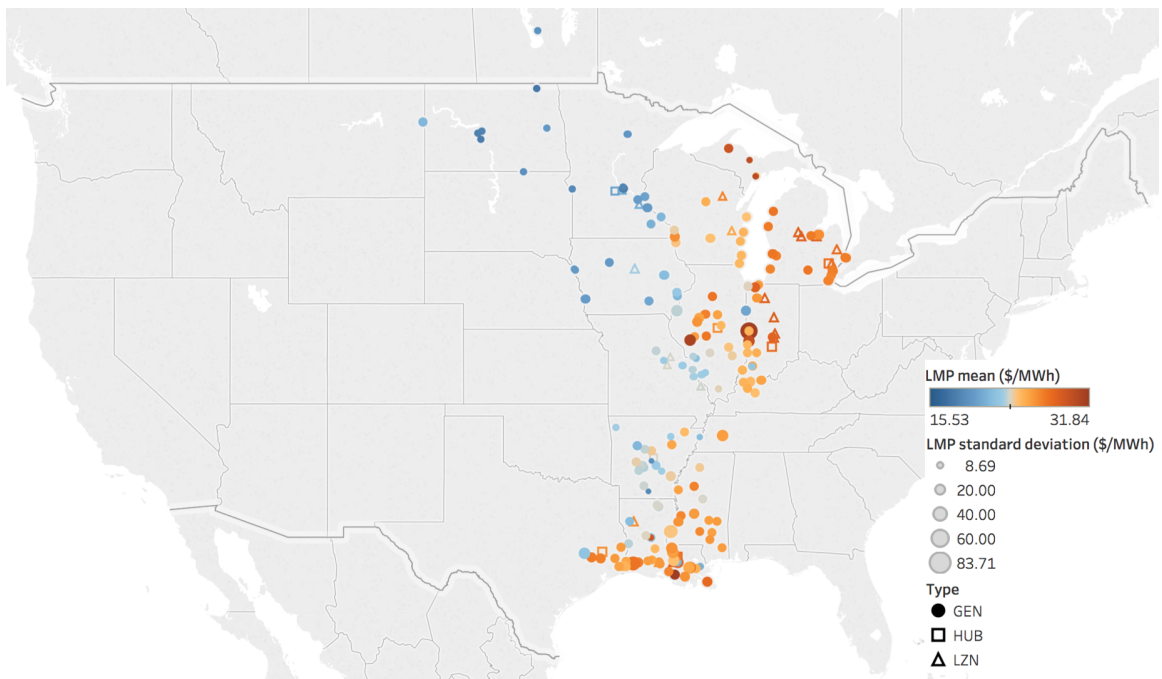 LMP mean ($/MWh)
15.53 31.84
LMP standard deviation ($/MWh)
8.69
20.00
40.00
60.00
83.71
Type
GEN
HUB
LZN